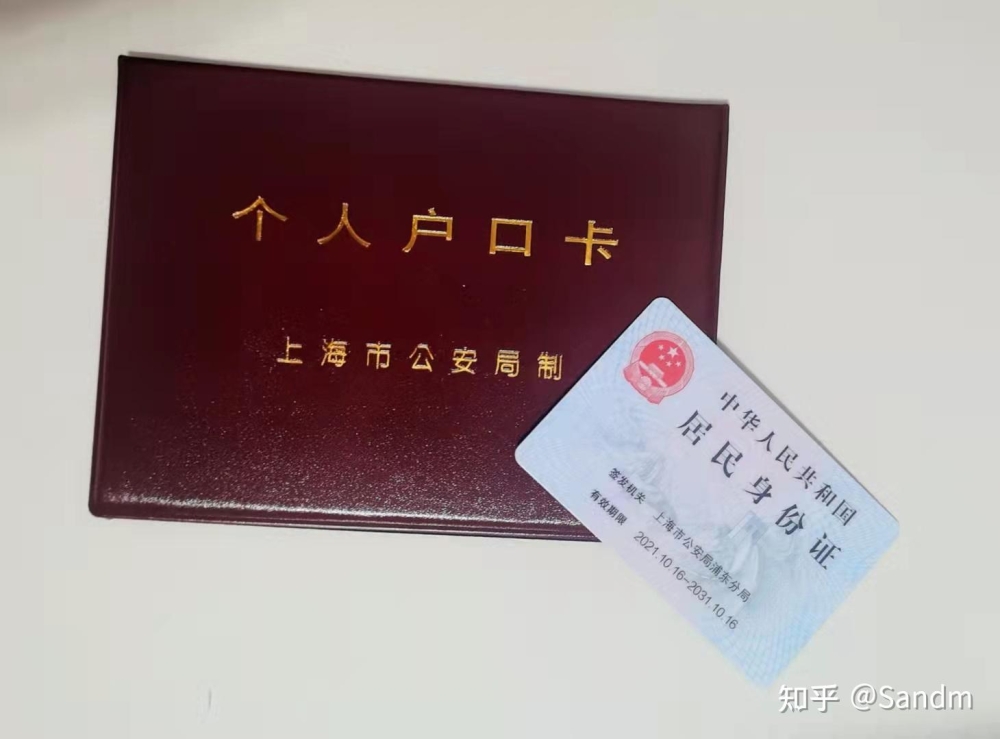 个人户口卡
上海市公安局制
中华人民共和国
居民身份证
签发机关 上海市公安局浦东分局
有效期限 2021.10.16-2031.10.16
知乎 @Sandm